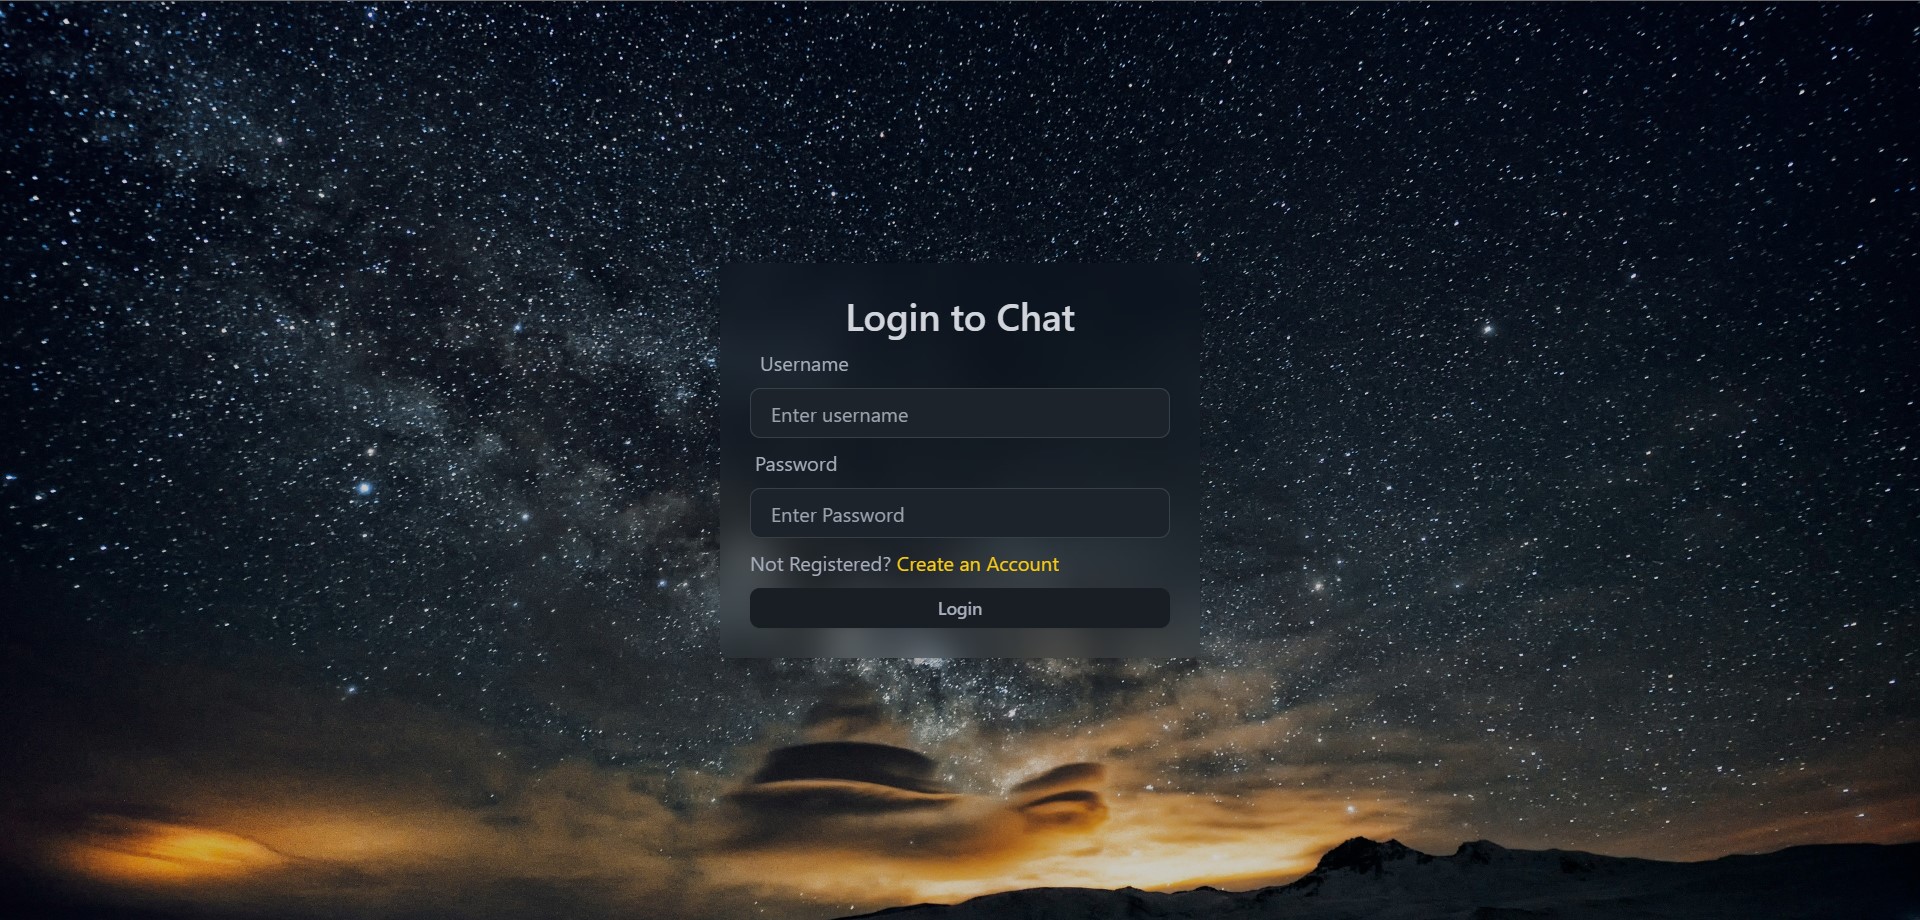 Login to Chat
Username
Enter username
Password
Enter Password
Not Registered? Create an Account
Login